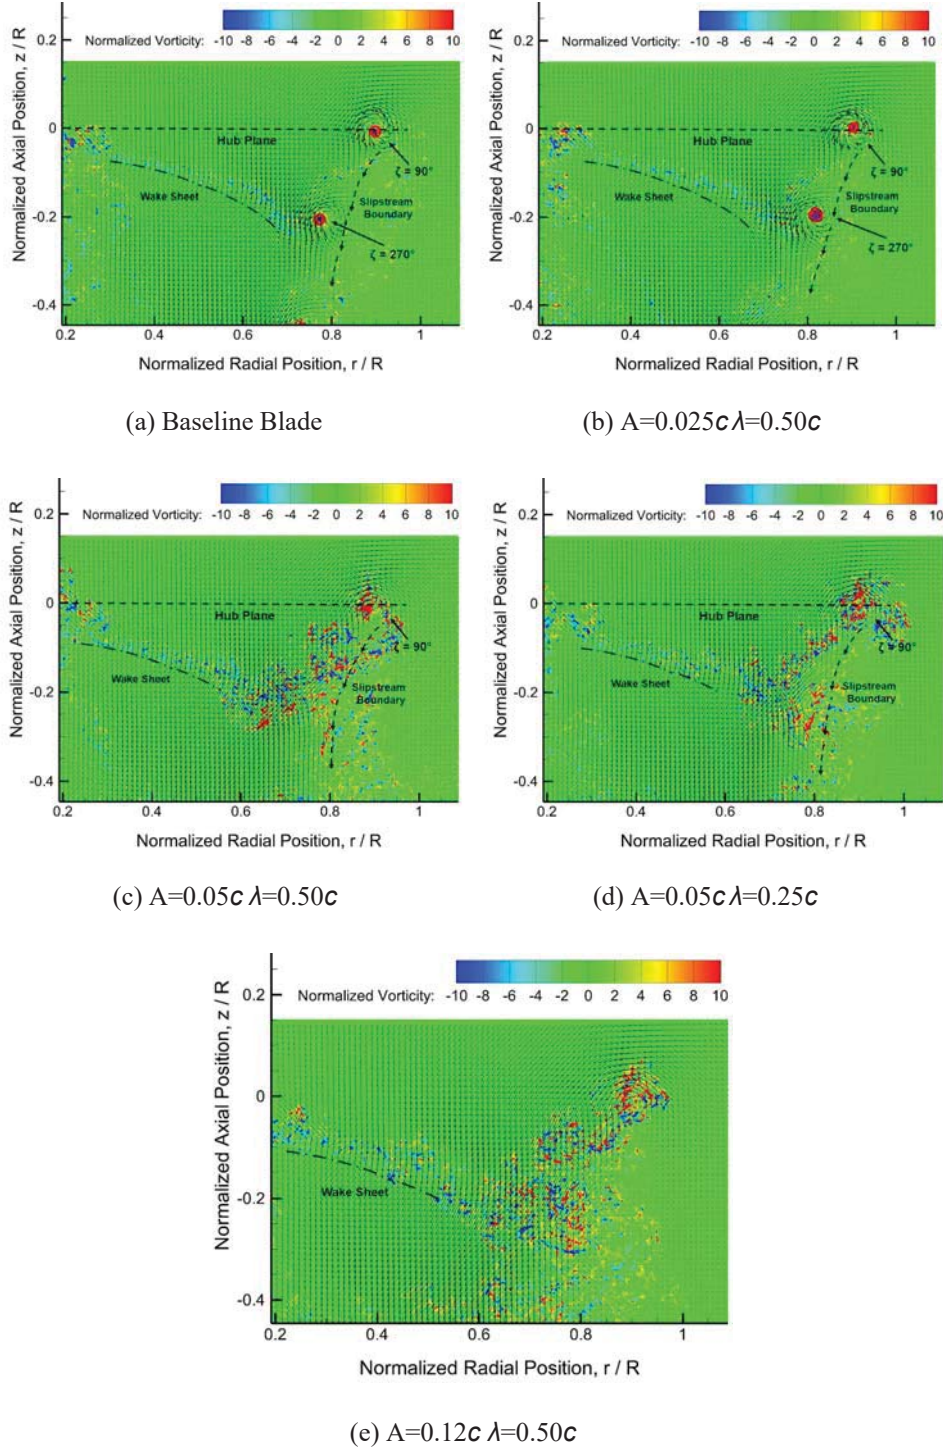 Normalized Vorticity: -10 -8 -6 -4 -2 0 2 4 6 8 10
Normalized Axial Position, z / R
0.2
0
-0.2
-0.4
Hub Plane
ζ = 90°
Wake Sheet
Slipstream
Boundary
ζ = 270°
0.2 0.4 0.6 0.8 1
Normalized Radial Position, r / R
(a) Baseline Blade
Normalized Vorticity: -10 -8 -6 -4 -2 0 2 4 6 8 10
Normalized Axial Position, z / R
0.2
0
-0.2
-0.4
Hub Plane
ζ = 90°
Wake Sheet
Slipstream
Boundary
ζ = 270°
0.2 0.4 0.6 0.8 1
Normalized Radial Position, r / R
(b) A=0.025c λ=0.50c
Normalized Vorticity: -10 -8 -6 -4 -2 0 2 4 6 8 10
Normalized Axial Position, z / R
0.2
0
-0.2
-0.4
Hub Plane
ζ = 90°
Wake Sheet
Slipstream
Boundary
0.2 0.4 0.6 0.8 1
Normalized Radial Position, r / R
(c) A=0.05c λ=0.50c
Normalized Vorticity: -10 -8 -6 -4 -2 0 2 4 6 8 10
Normalized Axial Position, z / R
0.2
0
-0.2
-0.4
Hub Plane
ζ = 90°
Wake Sheet
Slipstream
Boundary
0.2 0.4 0.6 0.8 1
Normalized Radial Position, r / R
(d) A=0.05c λ=0.25c
Normalized Vorticity: -10 -8 -6 -4 -2 0 2 4 6 8 10
Normalized Axial Position, z / R
0.2
0
-0.2
-0.4
Wake Sheet
0.2 0.4 0.6 0.8 1
Normalized Radial Position, r / R
(e) A=0.12c λ=0.50c